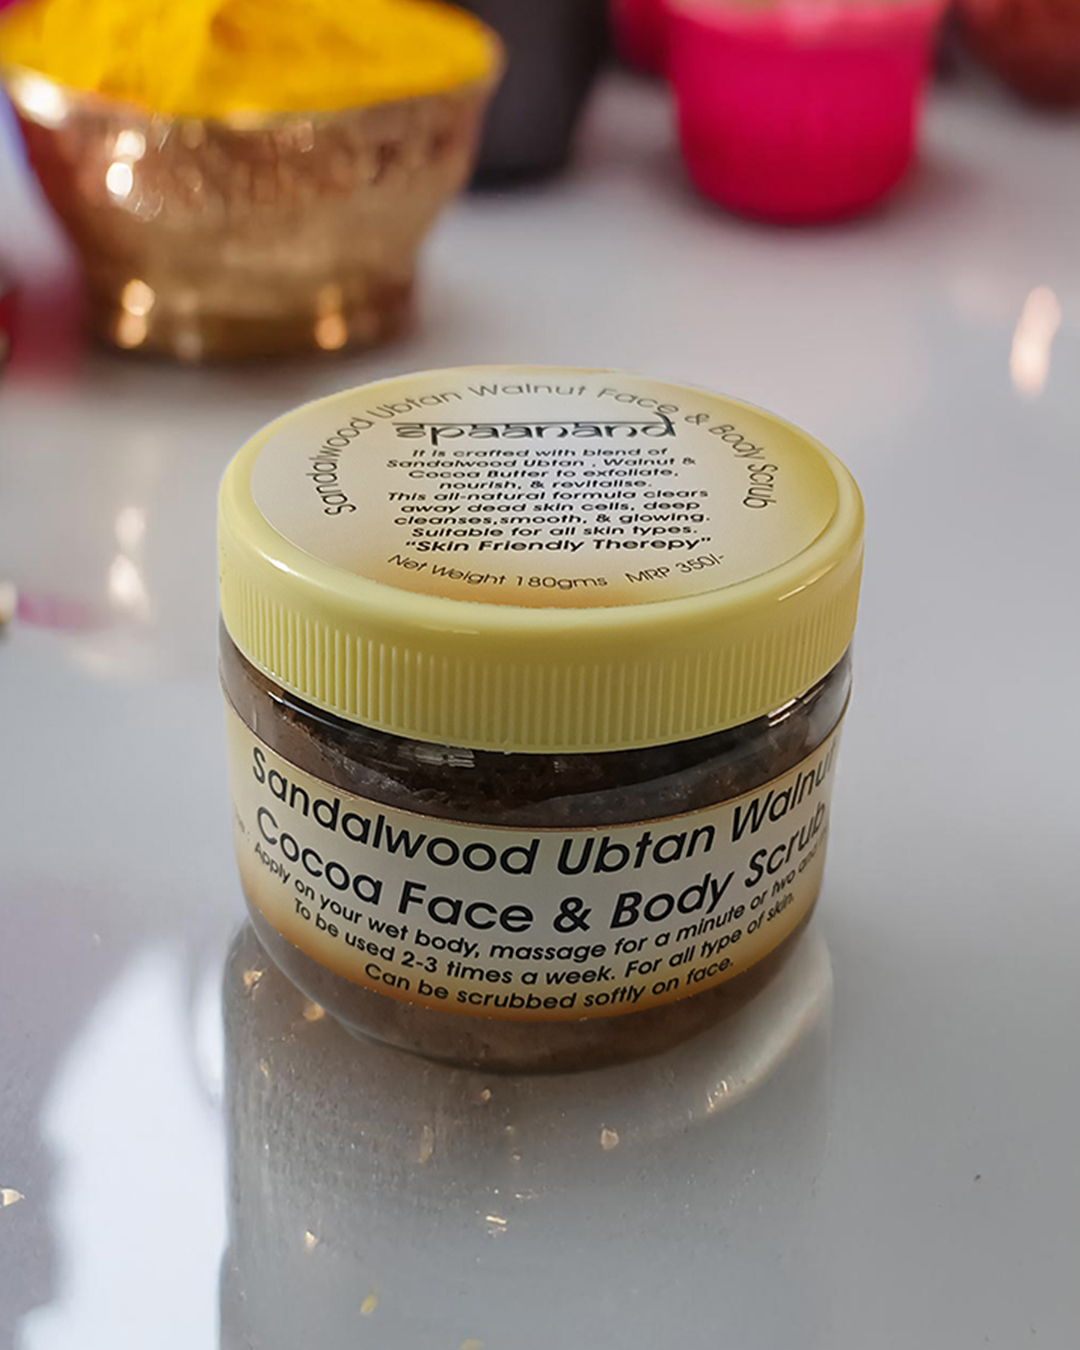 Sandalwood Ubtan Walnut Face & Body Scrub
spaanand
It is crafted with blend of
Sandalwood Ubtan , Walnut &
Cocoa Butter to exfoliate,
nourish, & revitalise.
This all-natural formula clears
away dead skin cells, deep
cleanses,smooth, & glowing.
Suitable for all skin types.
“Skin Friendly Therepy”
Net Weight 180gms MRP 350/-
Sandalwood Ubtan Walnut
Cocoa Face & Body Scrub
Apply on your wet body, massage for a minute or two and
To be used 2-3 times a week. For all type of skin.
Can be scrubbed softly on face.